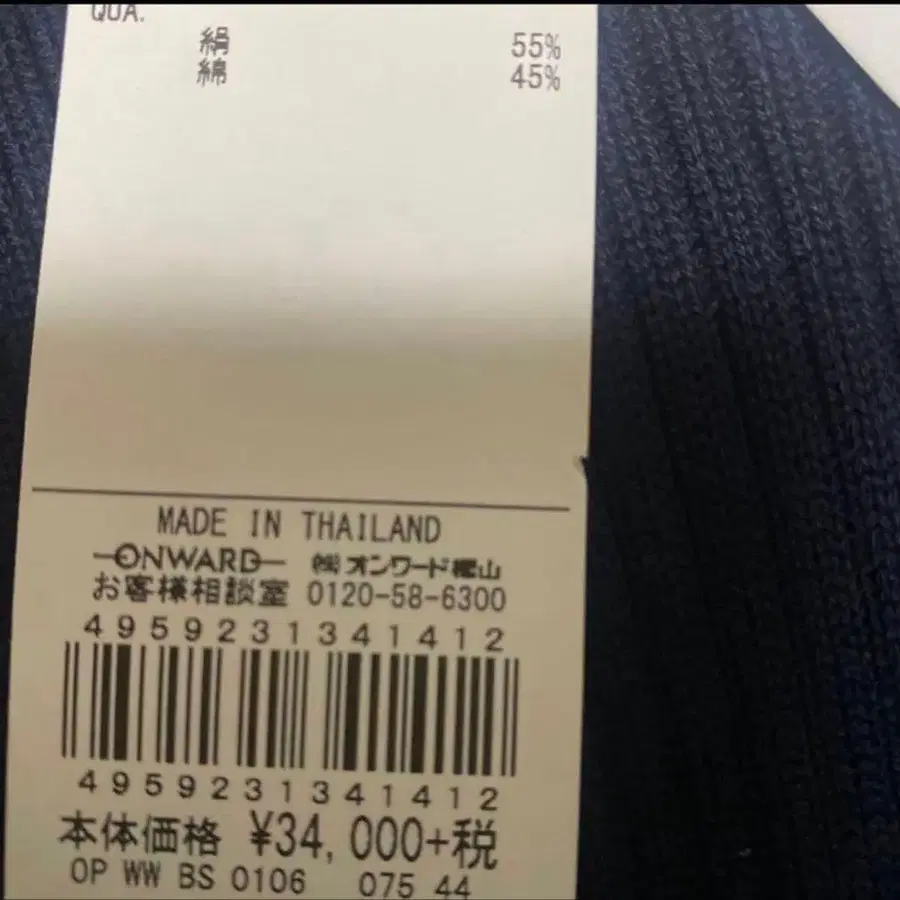 QUA.
絹 55%
綿 45%
MADE IN THAILAND
ONWARD ㈱オンワード樫山
お客様相談室 0120-58-6300
4959231341412
4959231341412
本体価格 ¥34,000+税
OP WW BS 0106 075 44